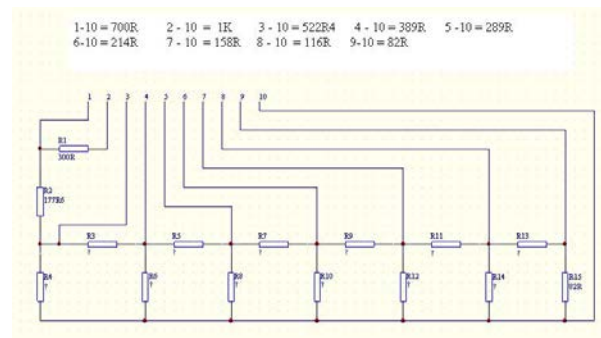 1-10 = 700R 2 - 10 = 1K 3 - 10 = 522R4 4 - 10 = 389R 5 -10 = 289R
6-10 = 214R 7 - 10 = 158R 8 - 10 = 116R 9-10 = 82R
1 2 3 4 5 6 7 8 9 10
R1
300R
R2
177R6
R3 R5 R7 R9 R11 R13
? ? ? ? ? ?
R4 R6 R8 R10 R12 R14 R15
? ? ? ? ? ? 82R